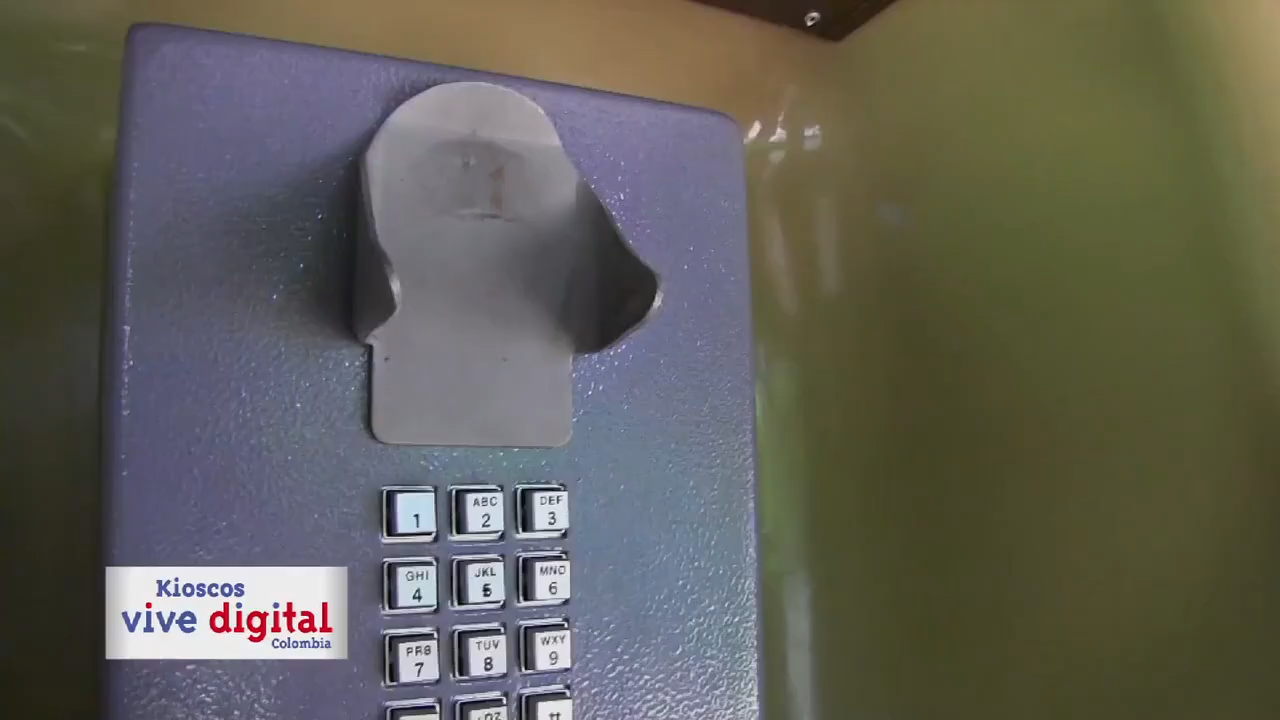 1
ABC
2
DEF
3
GHI
4
JKL
5
MNO
6
PRS
7
TUV
8
WXY
9
Kioscos
vive digital
Colombia